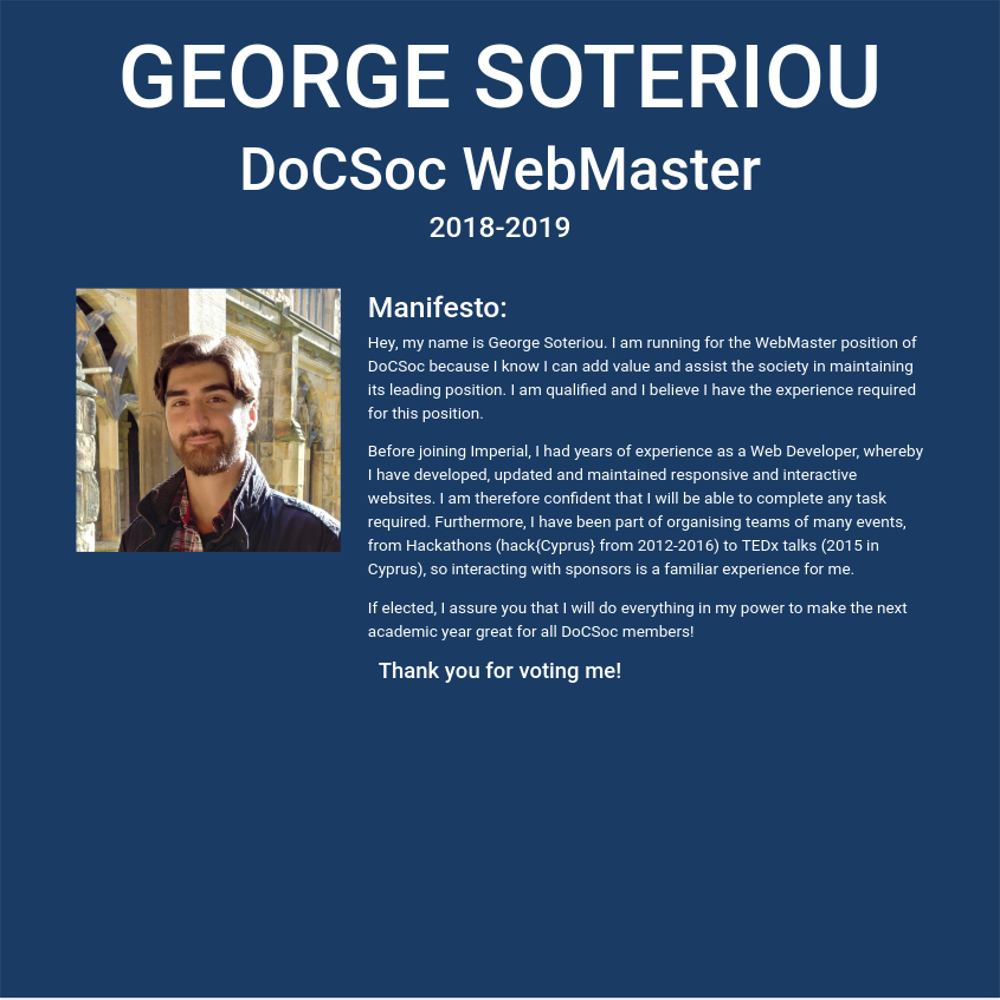 GEORGE SOTERIOU
DoCSoc WebMaster
2018-2019
Manifesto:
Hey, my name is George Soteriou. I am running for the WebMaster position of
DoCSoc because I know I can add value and assist the society in maintaining
its leading position. I am qualified and I believe I have the experience required
for this position.
Before joining Imperial, I had years of experience as a Web Developer, whereby
I have developed, updated and maintained responsive and interactive
websites. I am therefore confident that I will be able to complete any task
required. Furthermore, I have been part of organising teams of many events,
from Hackathons (hack{Cyprus} from 2012-2016) to TEDx talks (2015 in
Cyprus), so interacting with sponsors is a familiar experience for me.
If elected, I assure you that I will do everything in my power to make the next
academic year great for all DoCSoc members!
Thank you for voting me!